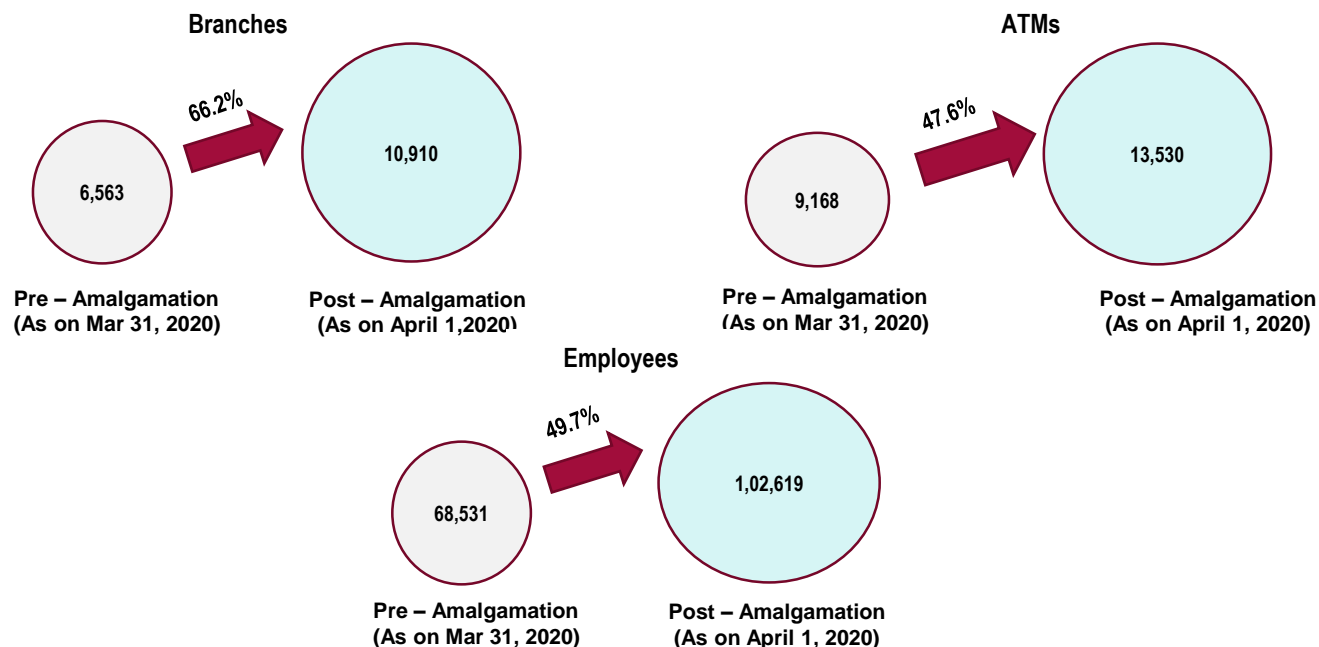 Branches
66.2%
6,563
10,910
Pre – Amalgamation
(As on Mar 31, 2020)
Post – Amalgamation
(As on April 1,2020)
ATMs
47.6%
9,168
13,530
Pre – Amalgamation
(As on Mar 31, 2020)
Post – Amalgamation
(As on April 1, 2020)
Employees
49.7%
68,531
1,02,619
Pre – Amalgamation
(As on Mar 31, 2020)
Post – Amalgamation
(As on April 1, 2020)